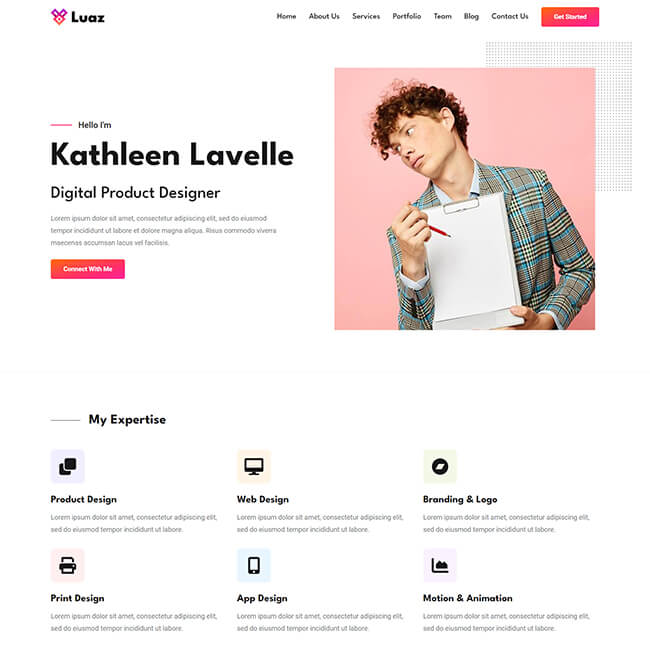 Luaz
Home About Us Services Portfolio Team Blog Contact Us Get Started
Hello I'm
Kathleen Lavelle
Digital Product Designer
Lorem ipsum dolor sit amet, consectetur adipiscing elit, sed do eiusmod
tempor incididunt ut labore et dolore magna aliqua. Risus commodo viverra
maecenas accumsan lacus vel facilisis.
Connect With Me
My Expertise
Product Design
Lorem ipsum dolor sit amet, consectetur adipiscing elit,
sed do eiusmod tempor incididunt ut labore.
Web Design
Lorem ipsum dolor sit amet, consectetur adipiscing elit,
sed do eiusmod tempor incididunt ut labore.
Branding & Logo
Lorem ipsum dolor sit amet, consectetur adipiscing elit,
sed do eiusmod tempor incididunt ut labore.
Print Design
Lorem ipsum dolor sit amet, consectetur adipiscing elit,
sed do eiusmod tempor incididunt ut labore.
App Design
Lorem ipsum dolor sit amet, consectetur adipiscing elit,
sed do eiusmod tempor incididunt ut labore.
Motion & Animation
Lorem ipsum dolor sit amet, consectetur adipiscing elit,
sed do eiusmod tempor incididunt ut labore.